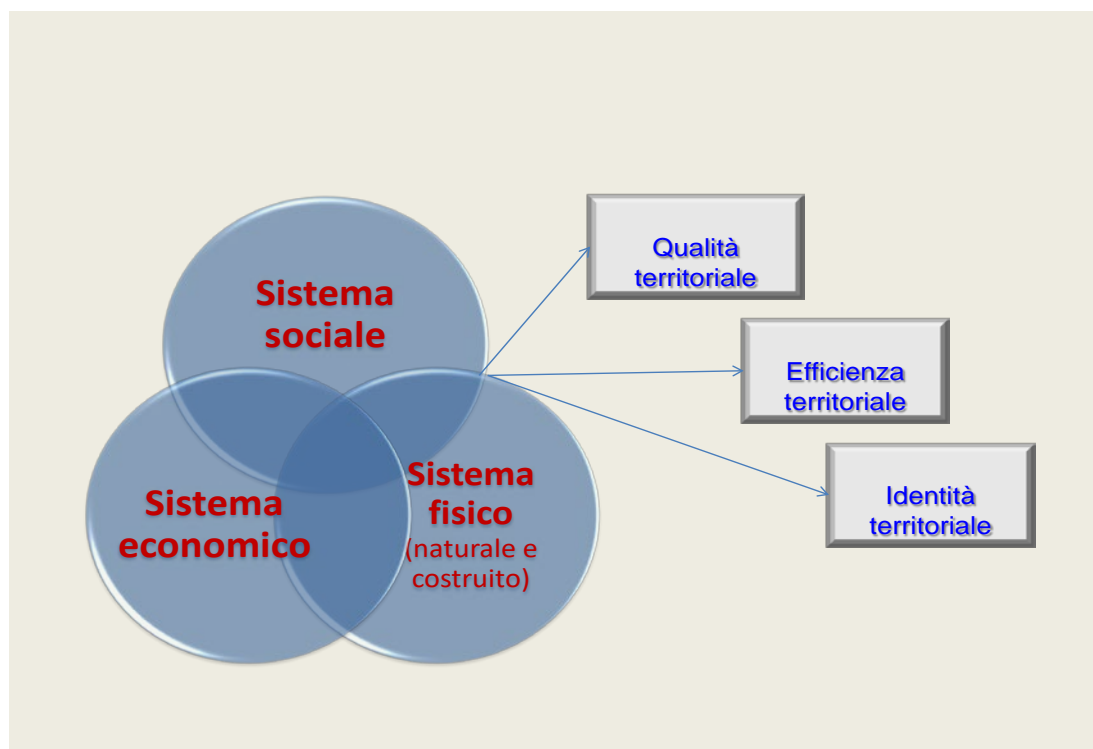 Sistema
sociale
Sistema
economico
Sistema
fisico
(naturale e
costruito)
Qualità
territoriale
Efficienza
territoriale
Identità
territoriale